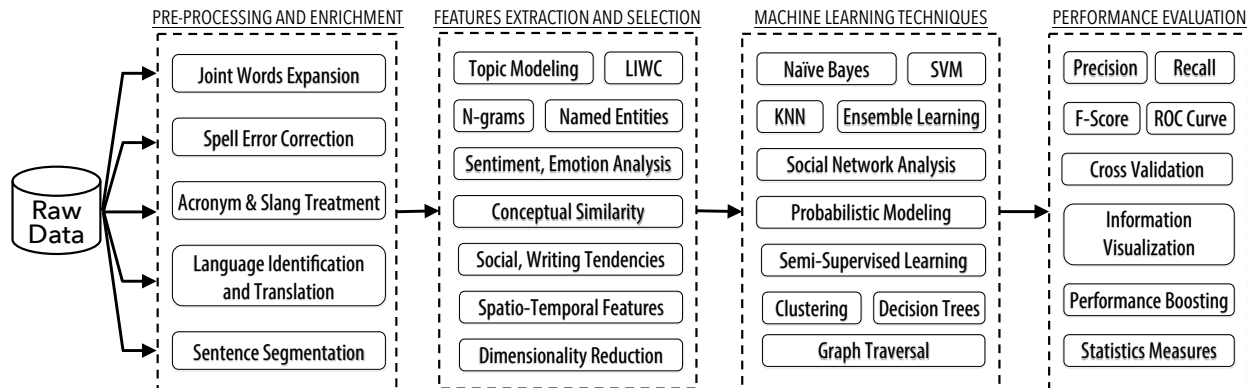 PRE-PROCESSING AND ENRICHMENT
FEATURES EXTRACTION AND SELECTION
MACHINE LEARNING TECHNIQUES
PERFORMANCE EVALUATION
Raw
Data
Joint Words Expansion
Spell Error Correction
Acronym & Slang Treatment
Language Identification
and Translation
Sentence Segmentation
Topic Modeling
LIWC
N-grams
Named Entities
Sentiment, Emotion Analysis
Conceptual Similarity
Social, Writing Tendencies
Spatio-Temporal Features
Dimensionality Reduction
Naïve Bayes
SVM
KNN
Ensemble Learning
Social Network Analysis
Probabilistic Modeling
Semi-Supervised Learning
Clustering
Decision Trees
Graph Traversal
Precision
Recall
F-Score
ROC Curve
Cross Validation
Information
Visualization
Performance Boosting
Statistics Measures